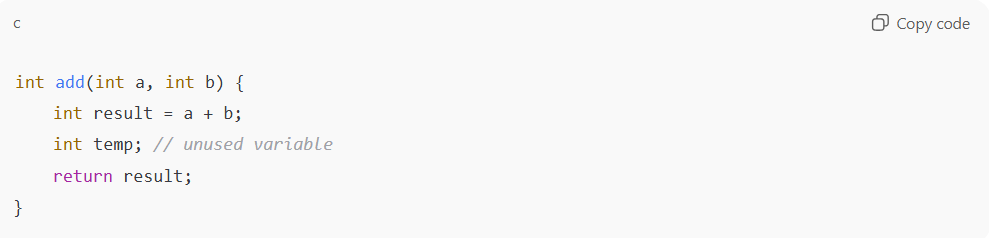 c
Copy code
int add(int a, int b) {
    int result = a + b;
    int temp; // unused variable
    return result;
}